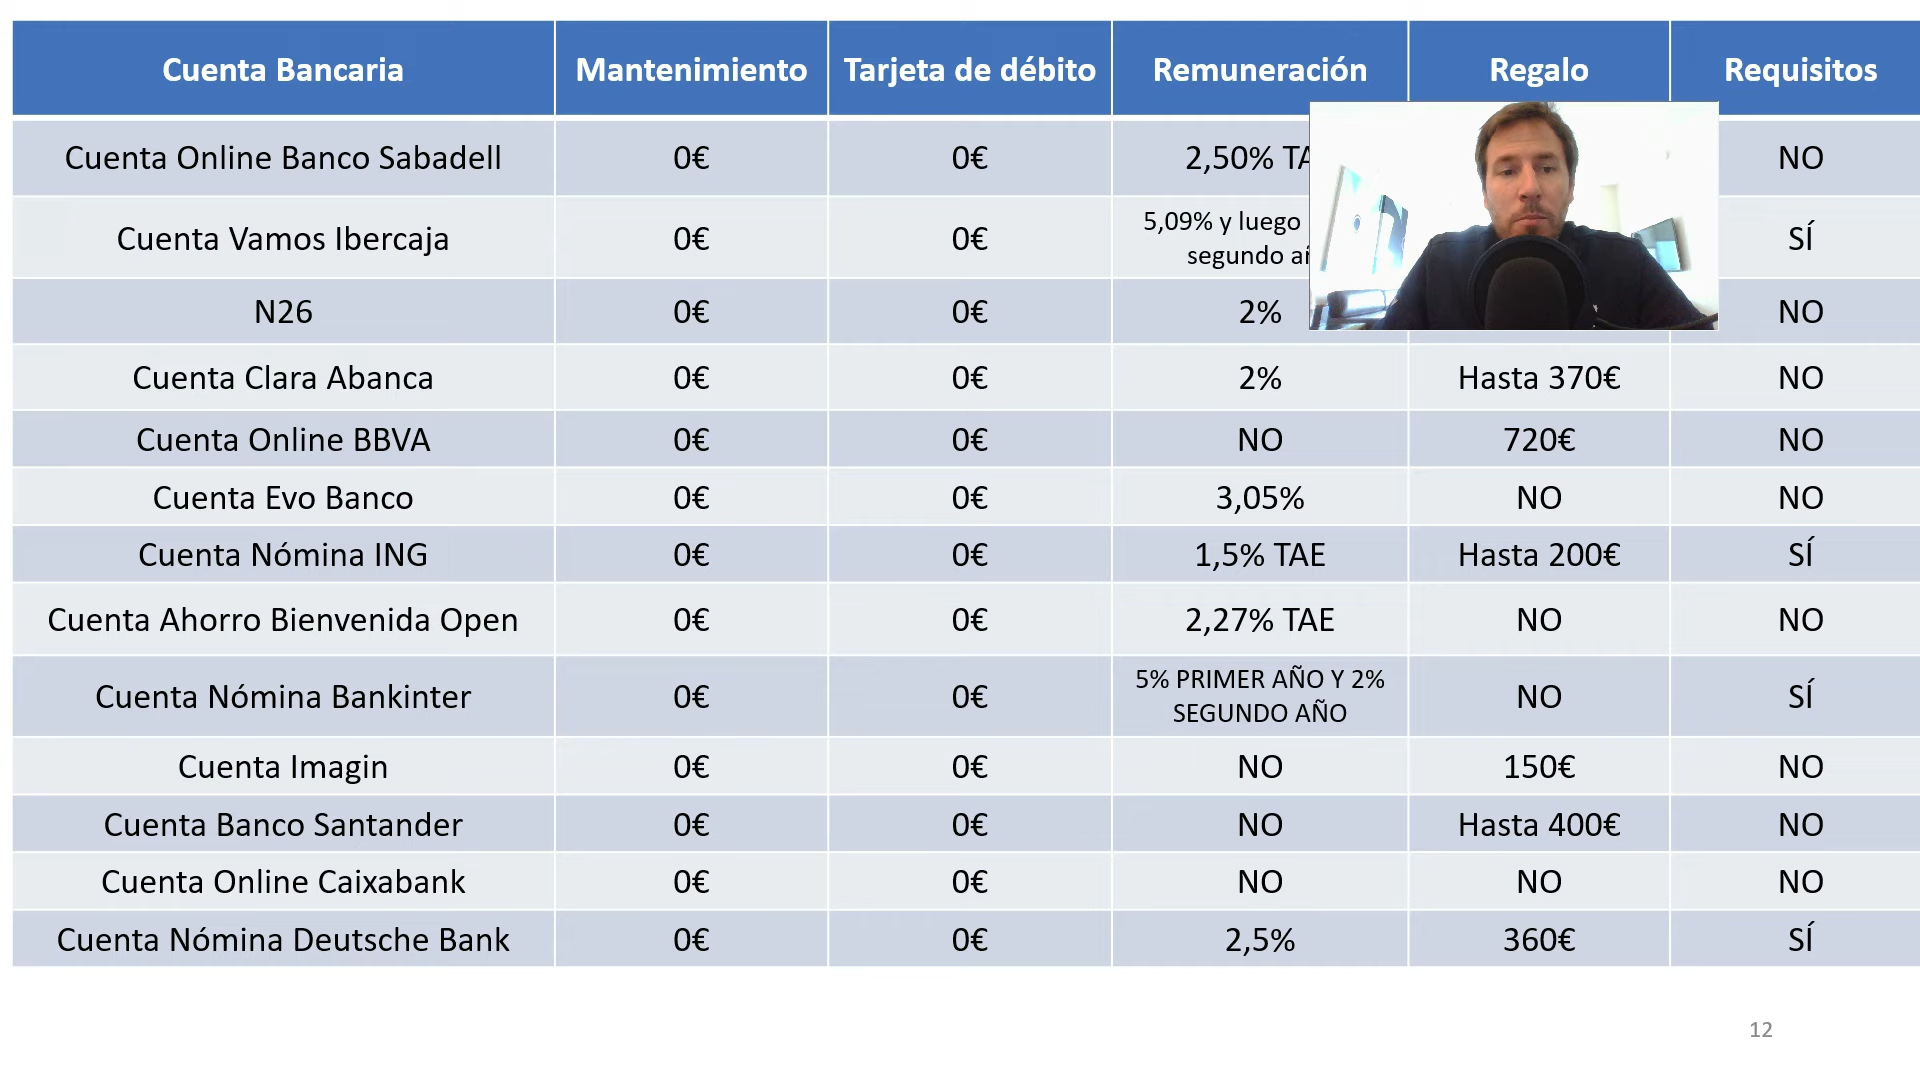 Cuenta Bancaria Mantenimiento Tarjeta de débito Remuneración Regalo Requisitos
Cuenta Online Banco Sabadell 0€ 0€ 2,50% NO
Cuenta Vamos Ibercaja 0€ 0€ 5,09% y luego
segundo SÍ
N26 0€ 0€ 2% NO
Cuenta Clara Abanca 0€ 0€ 2% Hasta 370€ NO
Cuenta Online BBVA 0€ 0€ NO 720€ NO
Cuenta Evo Banco 0€ 0€ 3,05% NO NO
Cuenta Nómina ING 0€ 0€ 1,5% TAE Hasta 200€ SÍ
Cuenta Ahorro Bienvenida Open 0€ 0€ 2,27% TAE NO NO
Cuenta Nómina Bankinter 0€ 0€ 5% PRIMER AÑO Y 2%
SEGUNDO AÑO NO SÍ
Cuenta Imagin 0€ 0€ NO 150€ NO
Cuenta Banco Santander 0€ 0€ NO Hasta 400€ NO
Cuenta Online Caixabank 0€ 0€ NO NO NO
Cuenta Nómina Deutsche Bank 0€ 0€ 2,5% 360€ SÍ
12